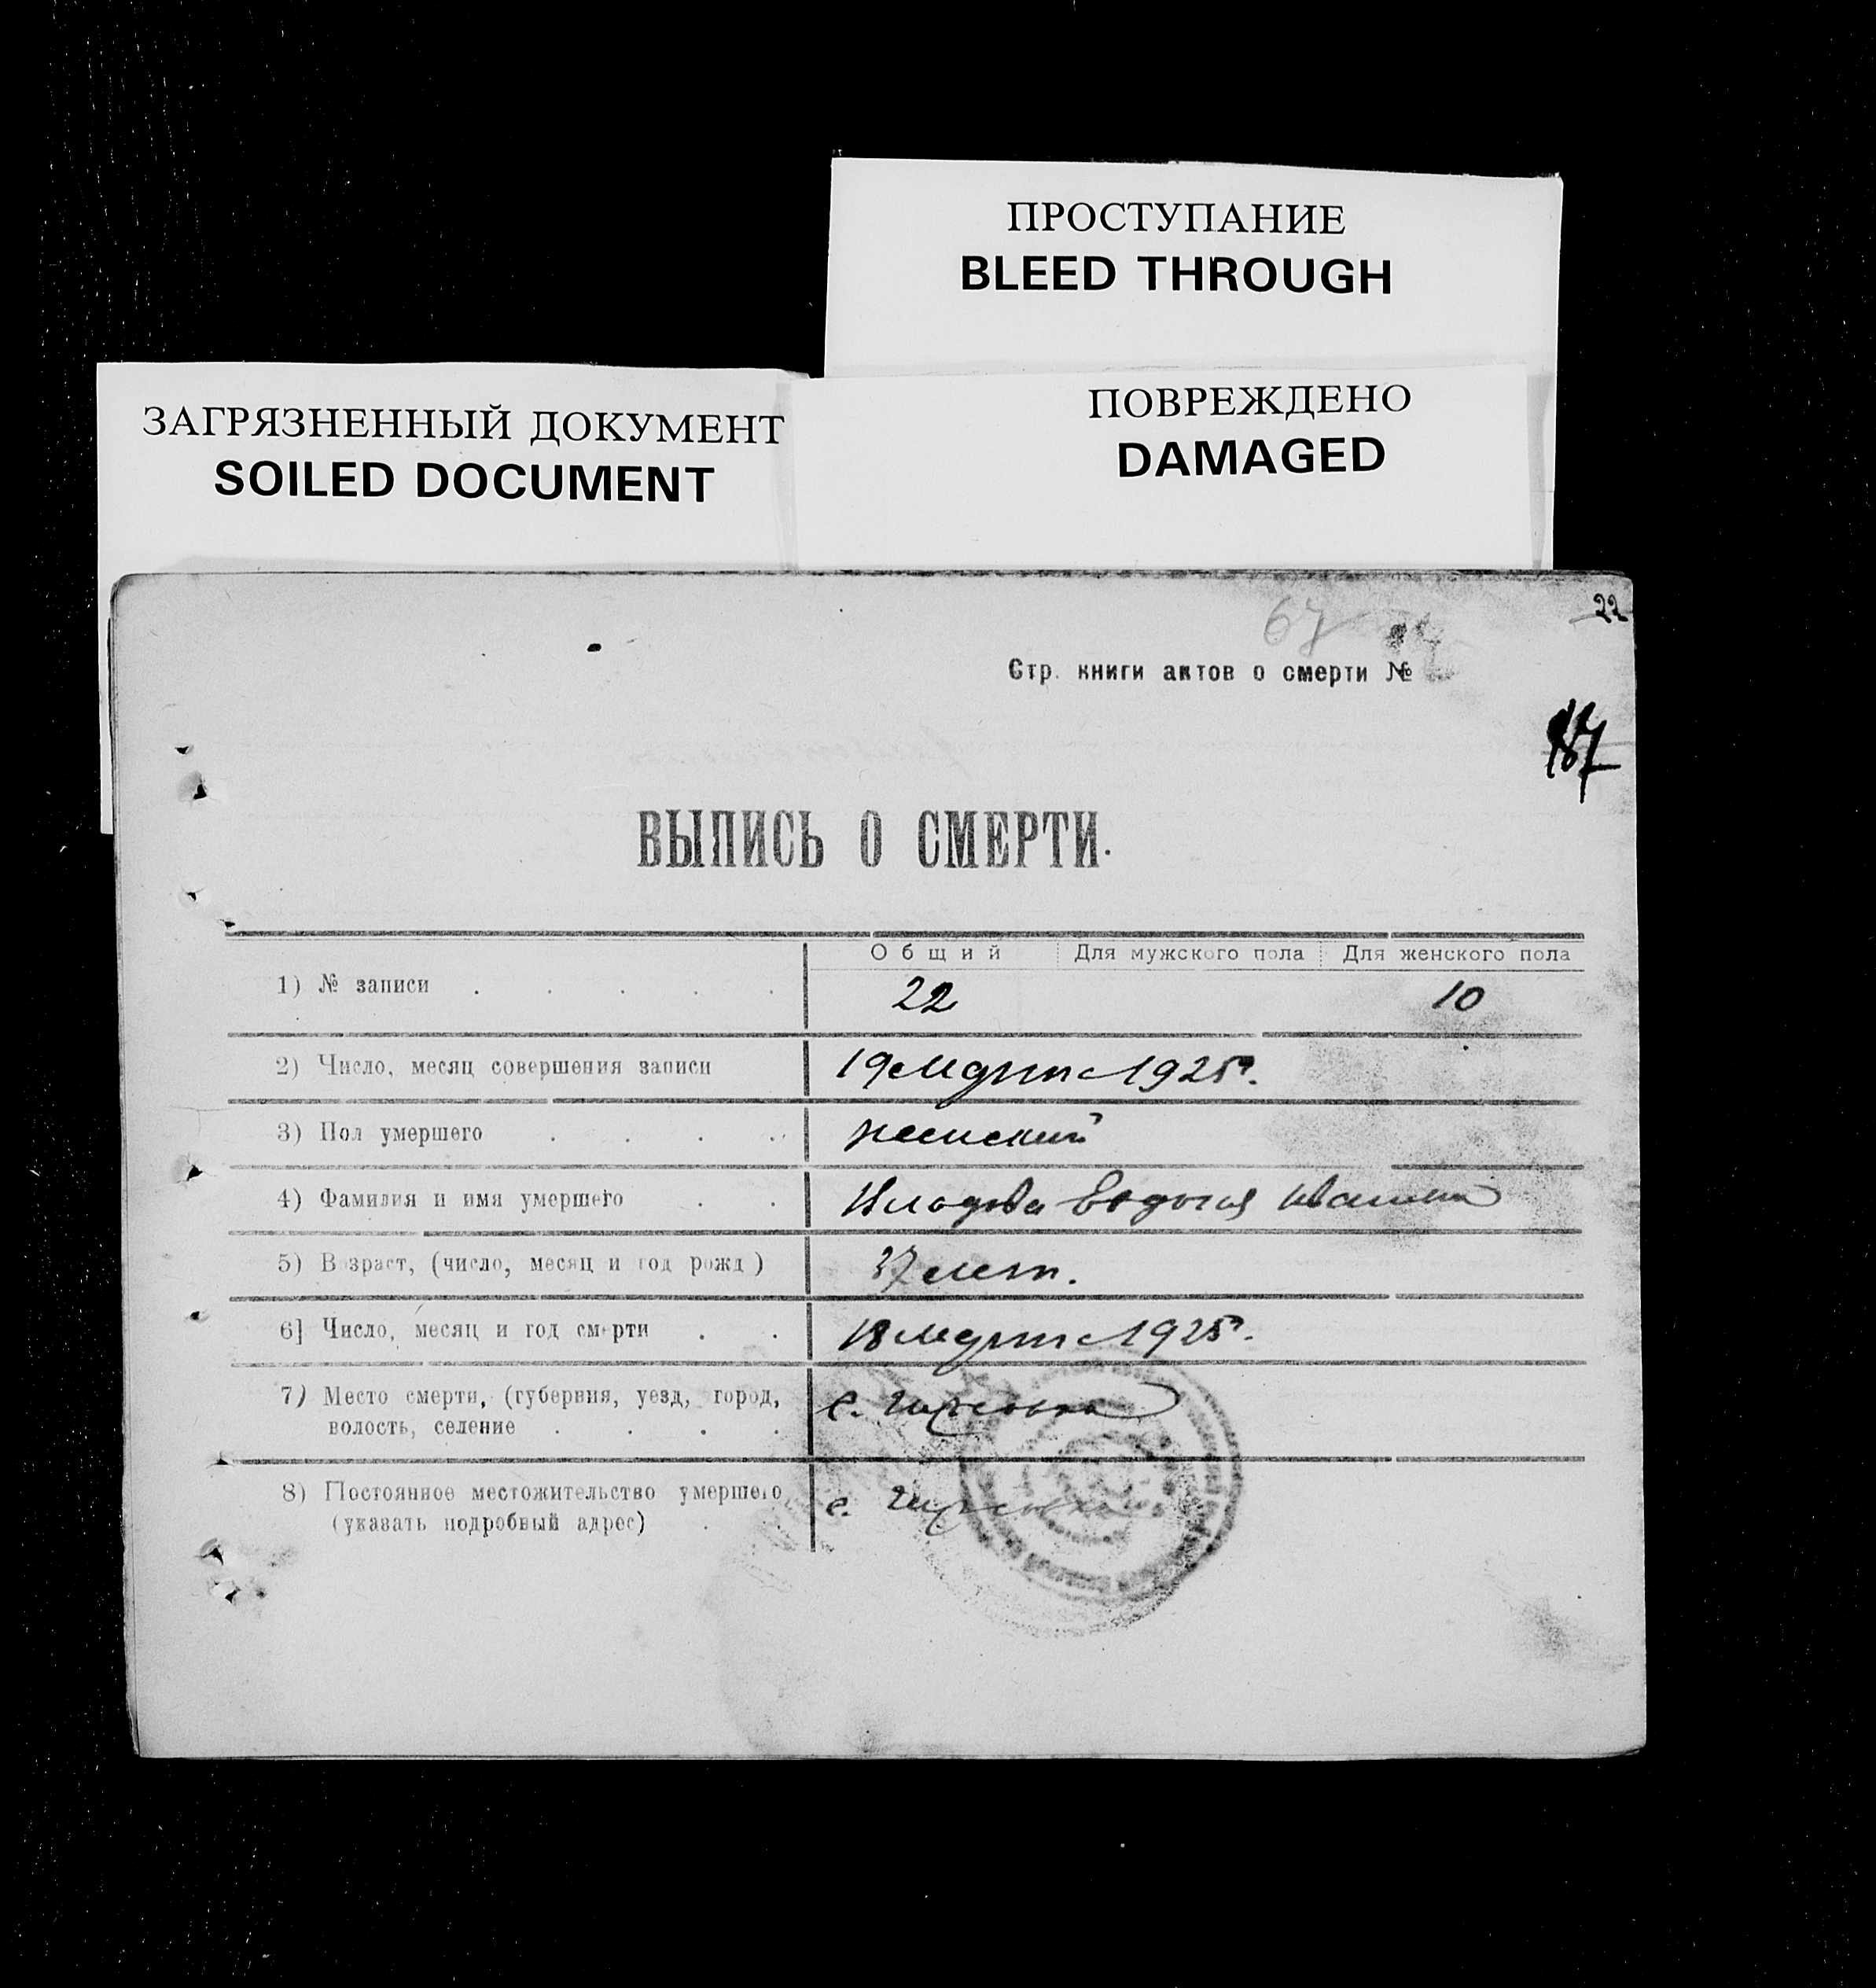 ПРОСТУПАНИЕ
BLEED THROUGH
ЗАГРЯЗНЕННЫЙ ДОКУМЕНТ
SOILED DOCUMENT
ПОВРЕЖДЕНО
DAMAGED
22
67
Стр. книги актов о смерти №
187
ВЫПИСЬ О СМЕРТИ.
Общий Для мужского пола Для женского пола
1) № записи 22 10
2) Число, месяц совершения записи 19 марта 1925 г.
3) Пол умершего женский
4) Фамилия и имя умершего Евдокия
5) Возраст, (число, месяц и год рожд) 37 лет.
6] Число, месяц и год смерти 18 марта 1925 г.
7) Место смерти, (губерния, уезд, город, с.
волость, селение
8) Постоянное местожительство умершего с.
(указать подробный адрес)